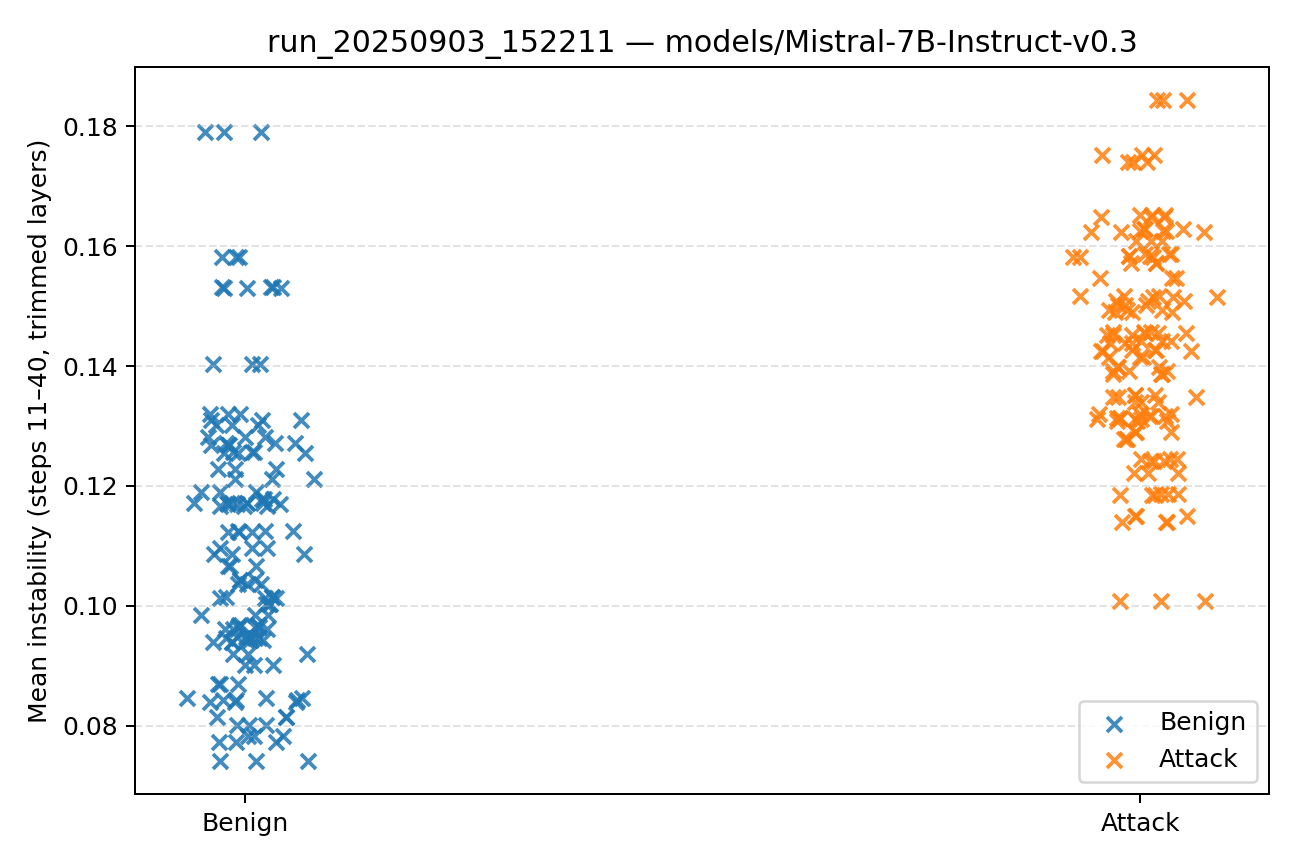 run_20250903_152211 — models/Mistral-7B-Instruct-v0.3
Mean instability (steps 11–40, trimmed layers)
0.18
0.16
0.14
0.12
0.10
0.08
Benign
Attack
Benign
Attack